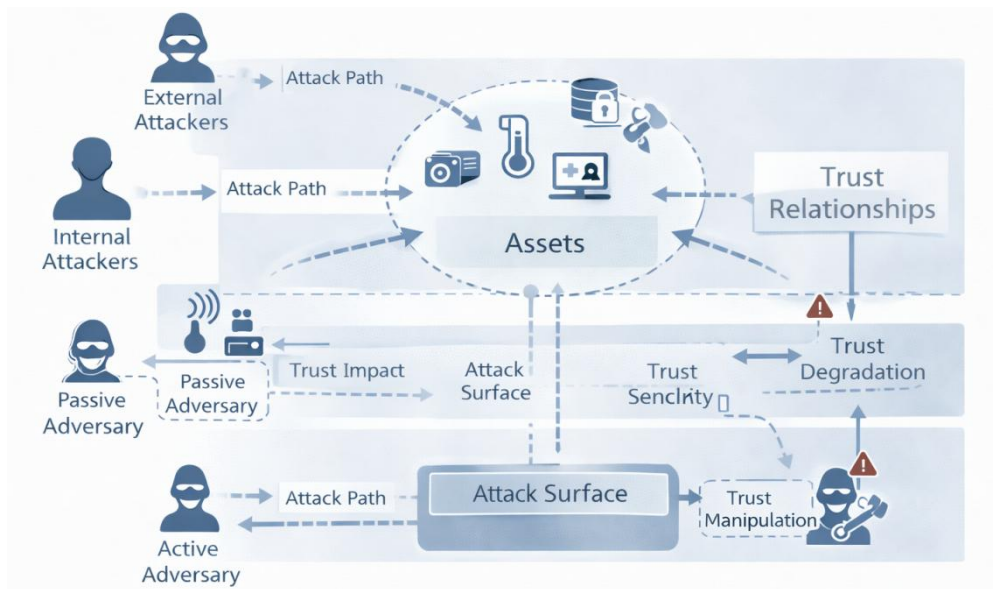 Attack Path
External
Attackers
Attack Path
Internal
Attackers
Assets
Trust
Relationships
Passive
Adversary
Passive
Adversary
Trust Impact
Attack
Surface
Trust
Trust
Degradation
Active
Adversary
Attack Path
Attack Surface
Trust
Manipulation